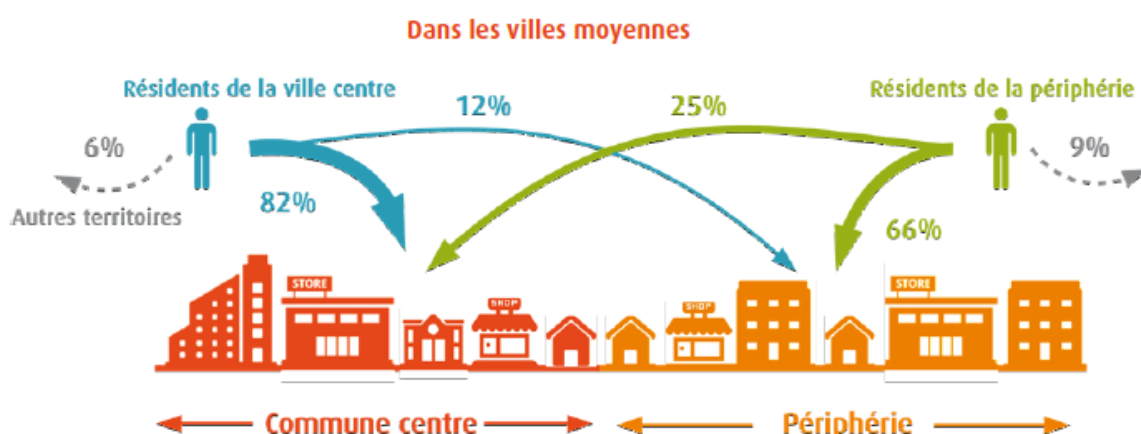 Dans les villes moyennes
Résidents de la ville centre
12%
25%
Résidents de la périphérie
6%
9%
Autres territoires
82%
66%
STORE
SHOP
SHOP
STORE
Commune centre
Périphérie